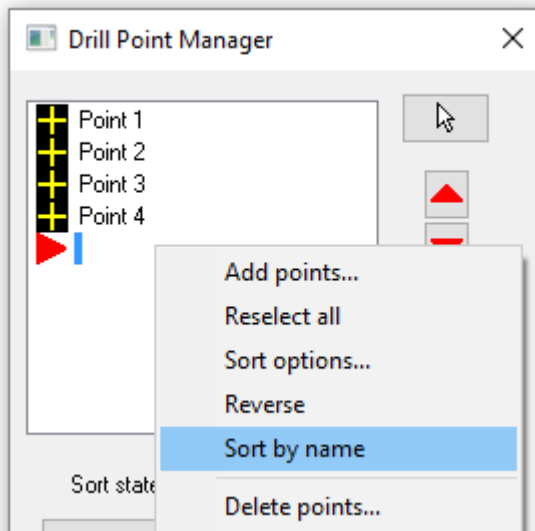 Drill Point Manager
Point 1
Point 2
Point 3
Point 4
Add points...
Reselect all
Sort options...
Reverse
Sort by name
Sort state
Delete points...